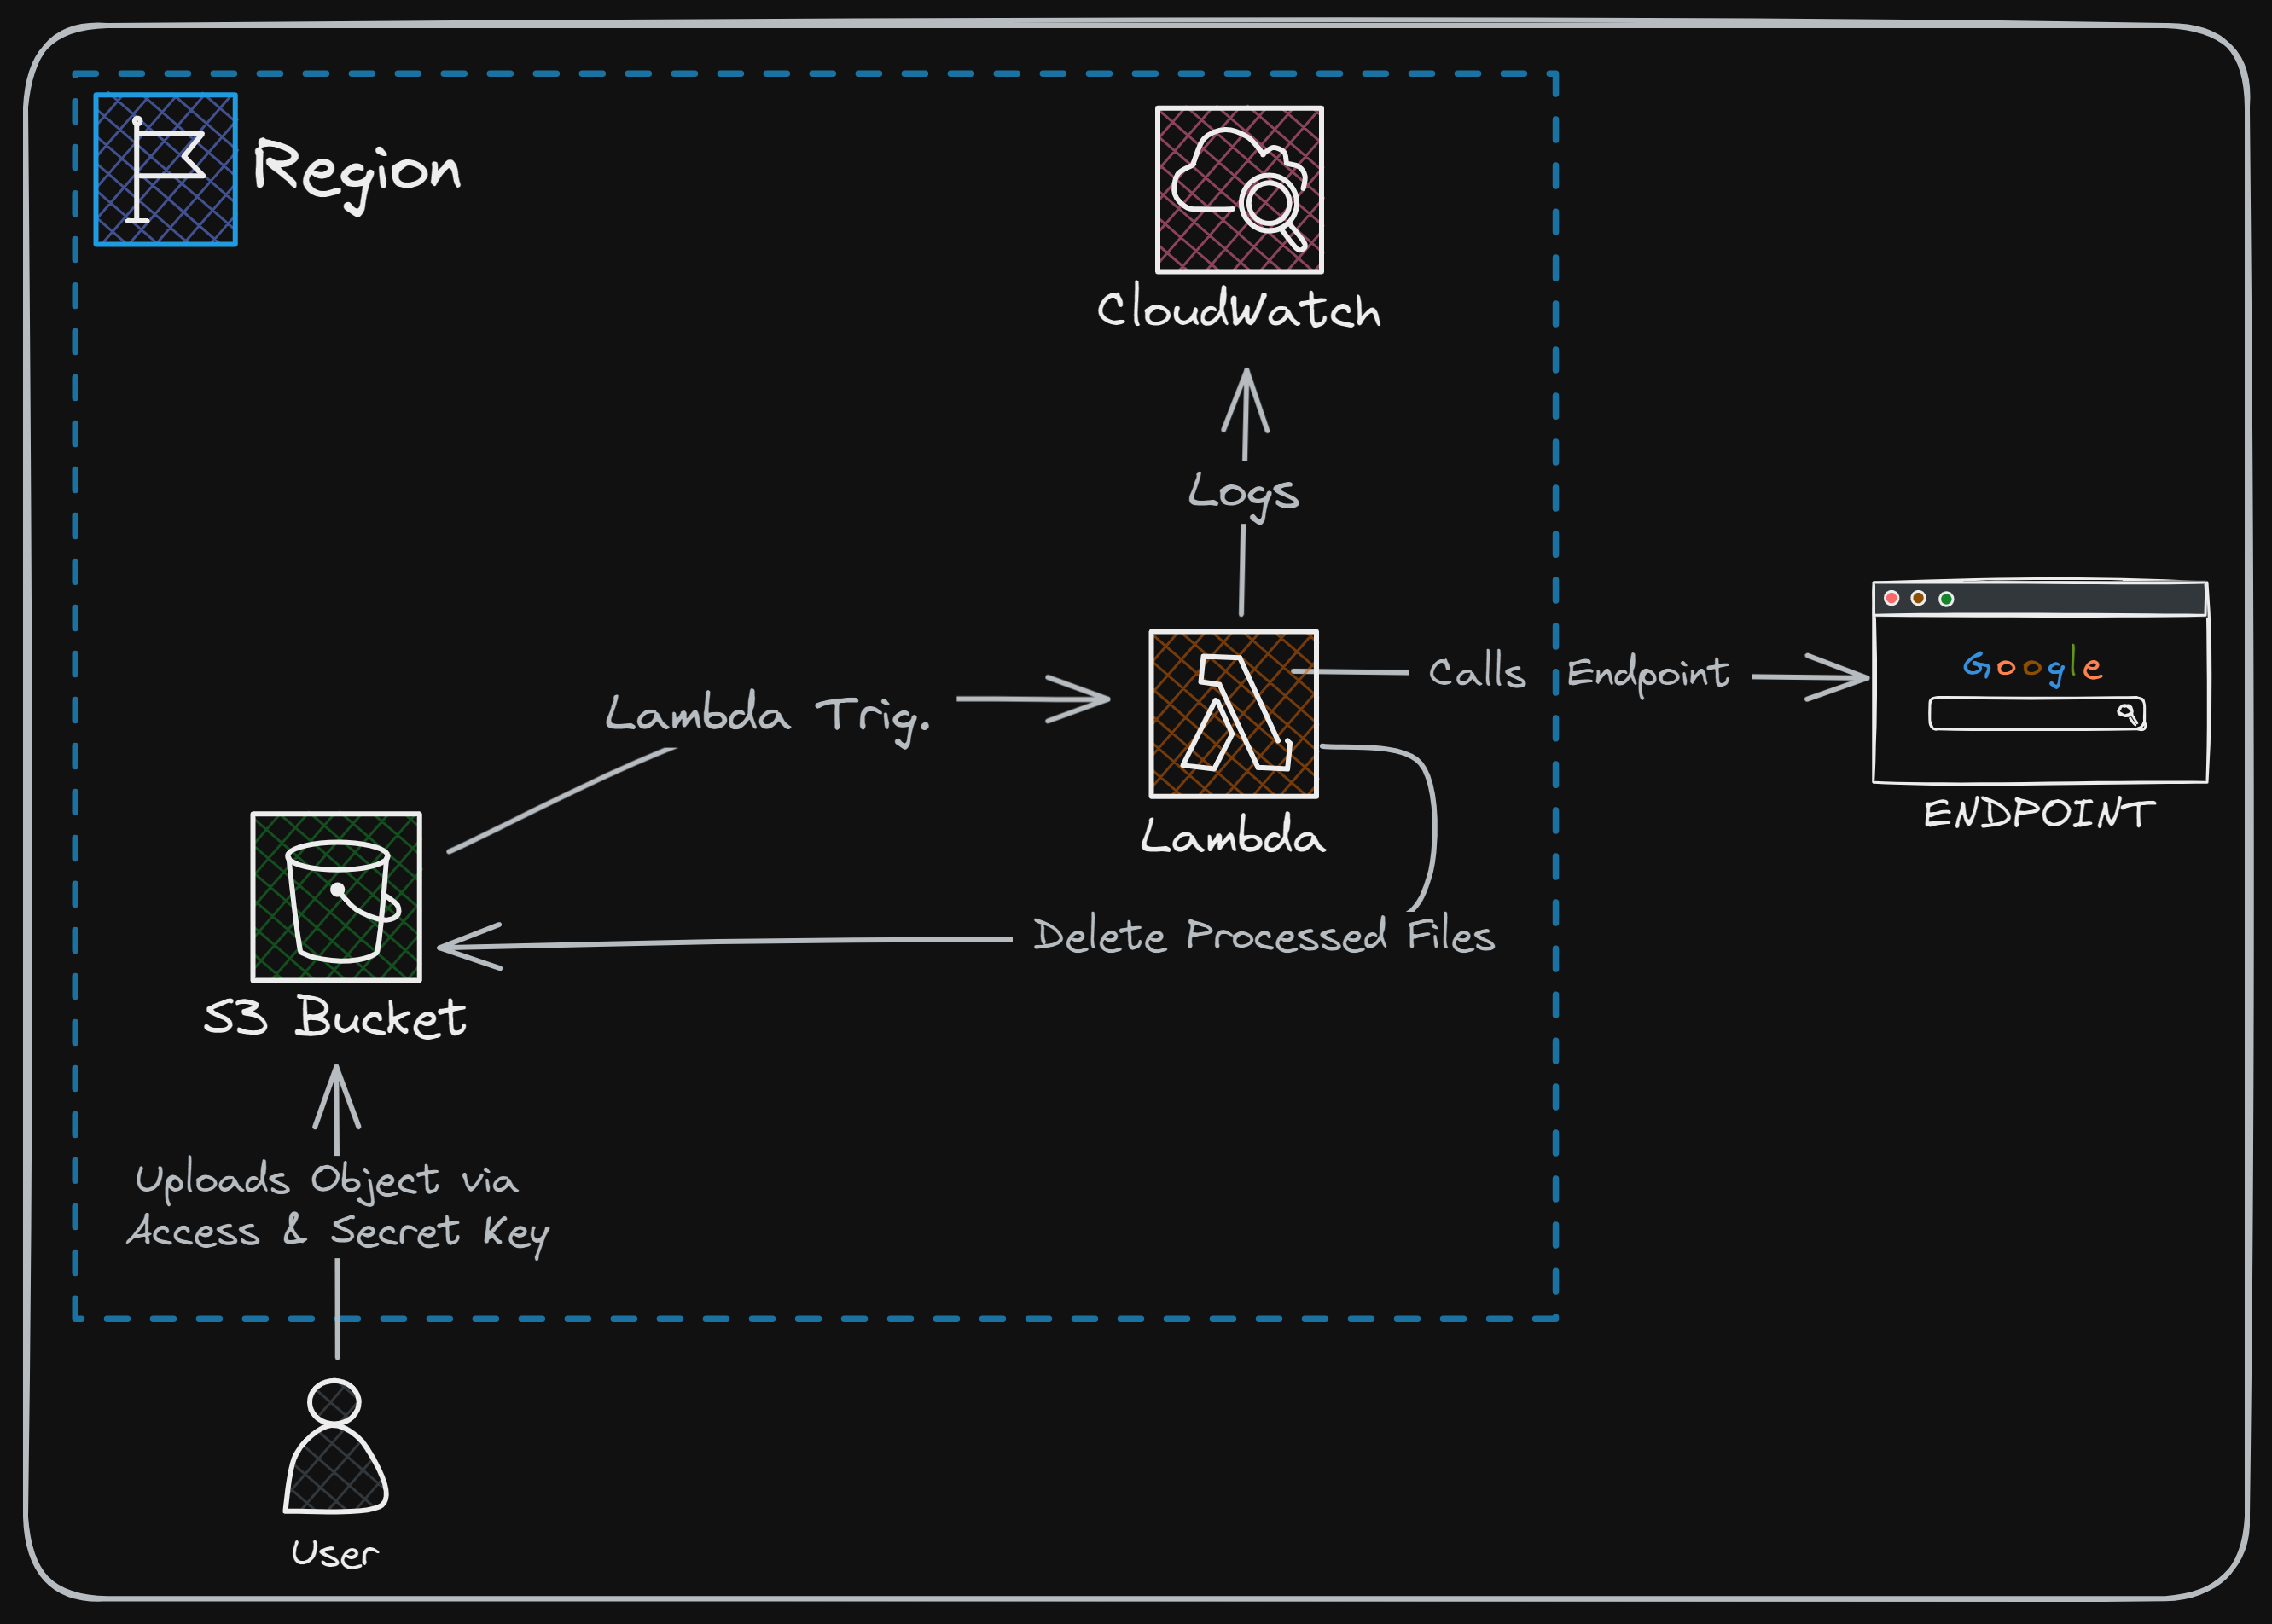 Region
CloudWatch
Logs
Lambda Trig.
Calls Endpoint
Google
ENDPOINT
Lambda
Delete Processed Files
S3 Bucket
Uploads Object via
Access & Secret Key
User